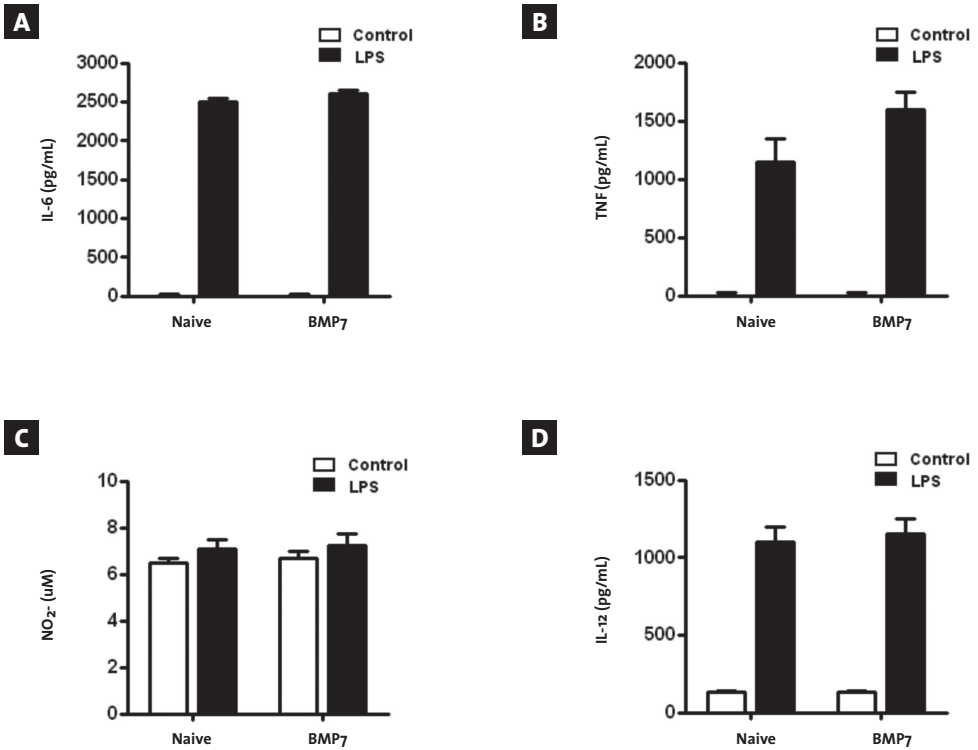 A
Control
LPS
3000
2500
2000
1500
1000
500
0
IL-6 (pg/mL)
Naive BMP7
B
Control
LPS
2000
1500
1000
500
0
TNF (pg/mL)
Naive BMP7
C
Control
LPS
10
8
6
4
2
0
NO2- (uM)
Naive BMP7
D
Control
LPS
1500
1000
500
0
IL-12 (pg/mL)
Naive BMP7